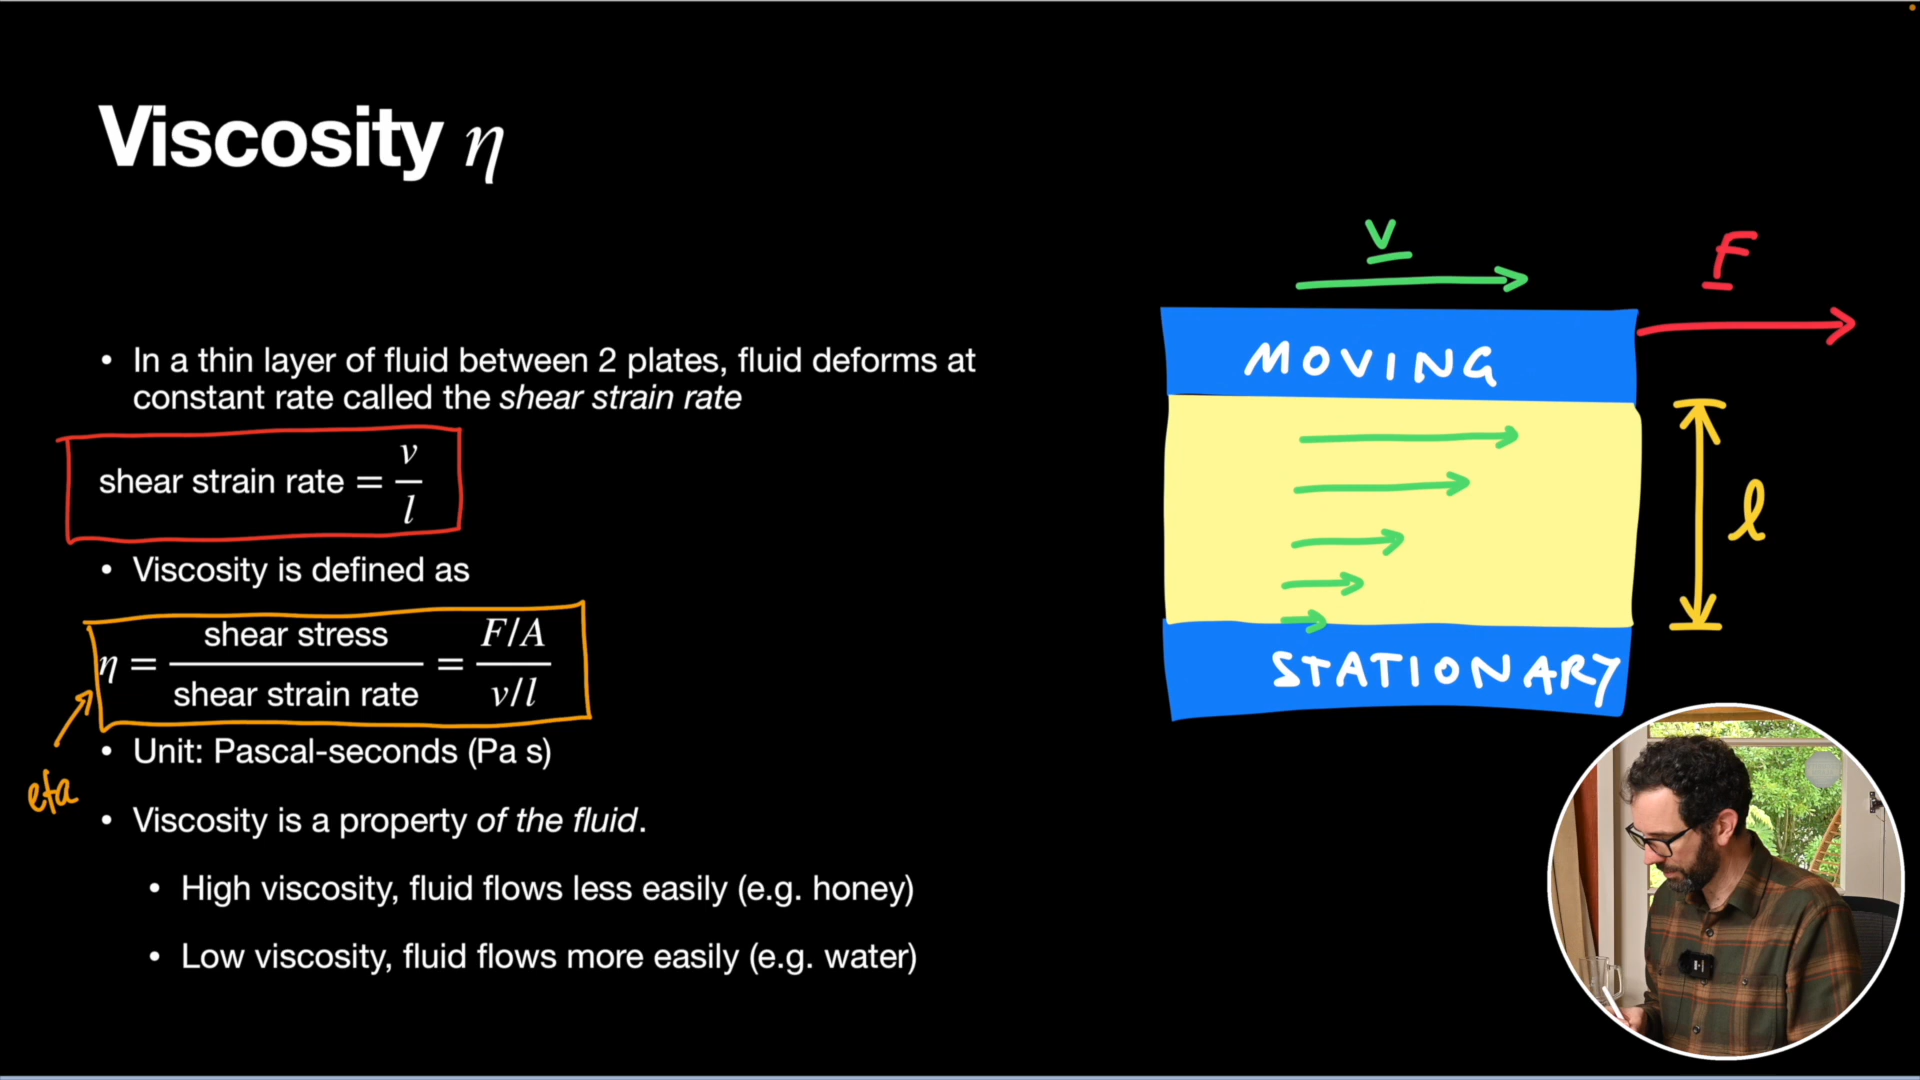 Viscosity η
• In a thin layer of fluid between 2 plates, fluid deforms at
constant rate called the shear strain rate
shear strain rate = v/l
• Viscosity is defined as
η = shear stress/shear strain rate = F/A / v/l
eta
• Unit: Pascal-seconds (Pa s)
• Viscosity is a property of the fluid.
• High viscosity, fluid flows less easily (e.g. honey)
• Low viscosity, fluid flows more easily (e.g. water)
v
F
MOVING
l
STATIONARY